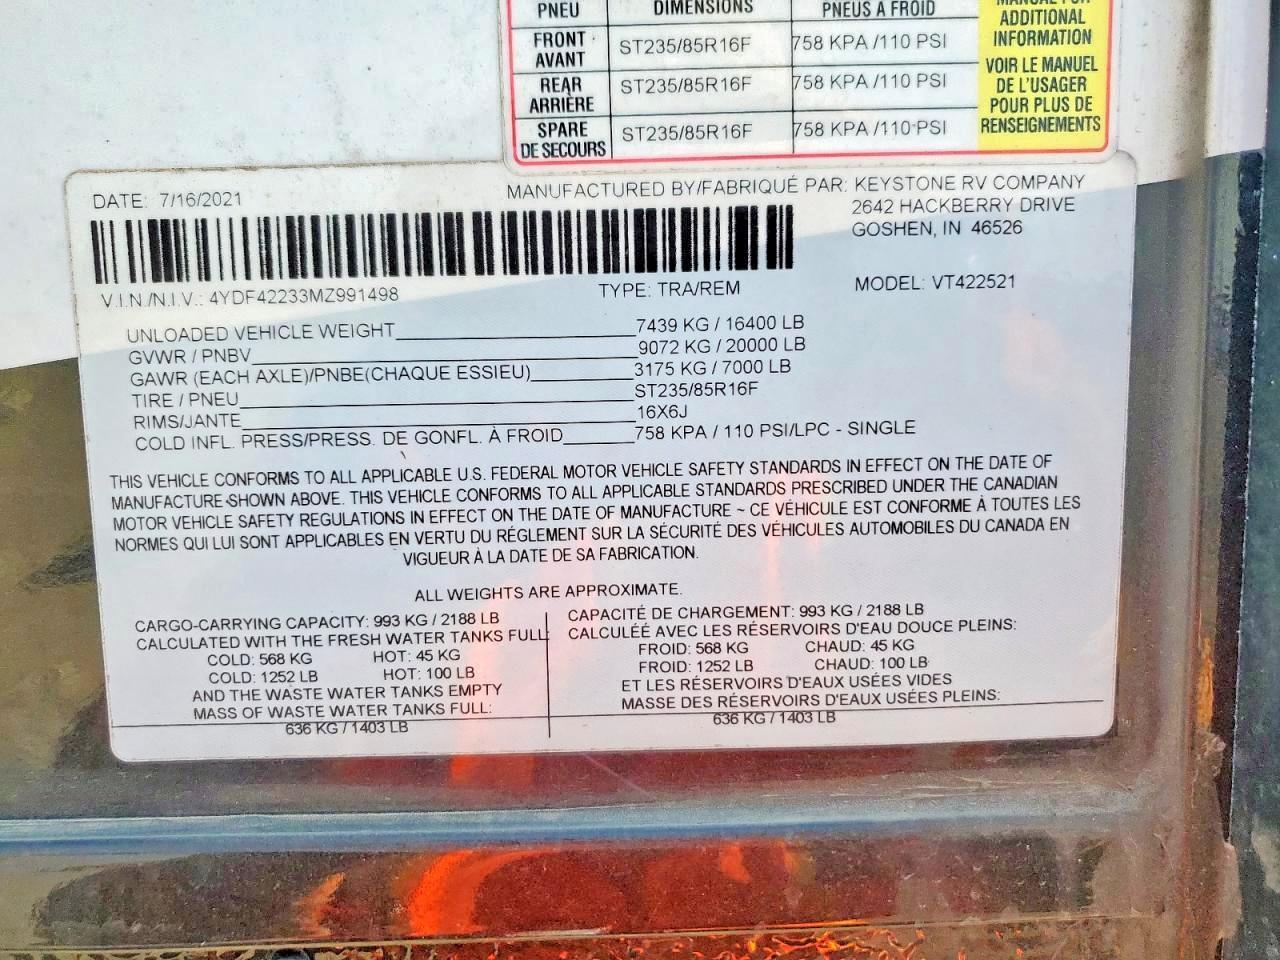 PNEU DIMENSIONS PNEUS À FROID
FRONT AVANT ST235/85R16F 758 KPA /110 PSI
REAR ARRIÈRE ST235/85R16F 758 KPA /110 PSI
SPARE DE SECOURS ST235/85R16F 758 KPA /110 PSI
MANUAL FOR
ADDITIONAL
INFORMATION
VOIR LE MANUEL
DE L'USAGER
POUR PLUS DE
RENSEIGNEMENTS
DATE: 7/16/2021
MANUFACTURED BY/FABRIQUÉ PAR: KEYSTONE RV COMPANY
2642 HACKBERRY DRIVE
GOSHEN, IN 46526
V.I.N./N.I.V.: 4YDF42233MZ991498 TYPE: TRA/REM MODEL: VT422521
UNLOADED VEHICLE WEIGHT 7439 KG / 16400 LB
GVWR / PNBV 9072 KG / 20000 LB
GAWR (EACH AXLE)/PNBE(CHAQUE ESSIEU) 3175 KG / 7000 LB
TIRE / PNEU ST235/85R16F
RIMS/JANTE 16X6J
COLD INFL. PRESS/PRESS. DE GONFL. À FROID 758 KPA / 110 PSI/LPC - SINGLE
THIS VEHICLE CONFORMS TO ALL APPLICABLE U.S. FEDERAL MOTOR VEHICLE SAFETY STANDARDS IN EFFECT ON THE DATE OF
MANUFACTURE SHOWN ABOVE. THIS VEHICLE CONFORMS TO ALL APPLICABLE STANDARDS PRESCRIBED UNDER THE CANADIAN
MOTOR VEHICLE SAFETY REGULATIONS IN EFFECT ON THE DATE OF MANUFACTURE ~ CE VÉHICULE EST CONFORME À TOUTES LES
NORMES QUI LUI SONT APPLICABLES EN VERTU DU RÉGLEMENT SUR LA SÉCURITÉ DES VÉHICULES AUTOMOBILES DU CANADA EN
VIGUEUR À LA DATE DE SA FABRICATION.
ALL WEIGHTS ARE APPROXIMATE.
CARGO-CARRYING CAPACITY: 993 KG / 2188 LB
CALCULATED WITH THE FRESH WATER TANKS FULL:
COLD: 568 KG HOT: 45 KG
COLD: 1252 LB HOT: 100 LB
AND THE WASTE WATER TANKS EMPTY
MASS OF WASTE WATER TANKS FULL:
636 KG / 1403 LB
CAPACITÉ DE CHARGEMENT: 993 KG / 2188 LB
CALCULÉE AVEC LES RÉSERVOIRS D'EAU DOUCE PLEINS:
FROID: 568 KG CHAUD: 45 KG
FROID: 1252 LB CHAUD: 100 LB
ET LES RÉSERVOIRS D'EAUX USÉES VIDES
MASSE DES RÉSERVOIRS D'EAUX USÉES PLEINS:
636 KG / 1403 LB